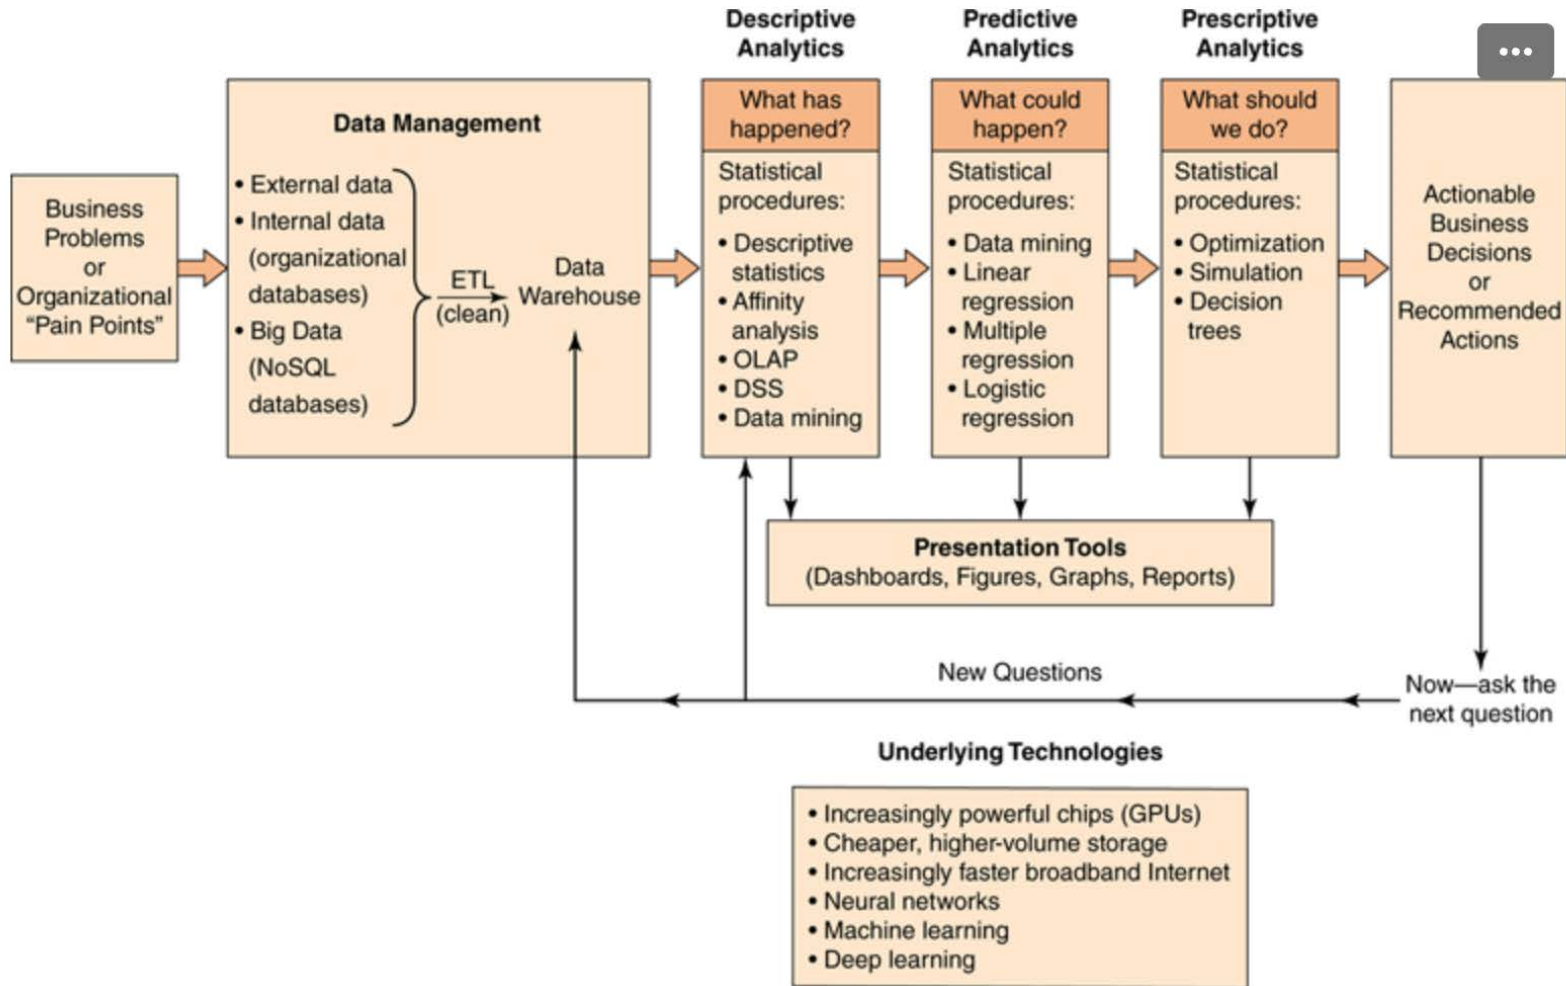 Business
Problems
or
Organizational
“Pain Points”
Data Management
• External data
• Internal data
(organizational
databases)
• Big Data
(NoSQL
databases)
ETL
(clean)
Data
Warehouse
Descriptive
Analytics
What has
happened?
Statistical
procedures:
• Descriptive
statistics
• Affinity
analysis
• OLAP
• DSS
• Data mining
Predictive
Analytics
What could
happen?
Statistical
procedures:
• Data mining
• Linear
regression
• Multiple
regression
• Logistic
regression
Prescriptive
Analytics
What should
we do?
Statistical
procedures:
• Optimization
• Simulation
• Decision
trees
Actionable
Business
Decisions
or
Recommended
Actions
Presentation Tools
(Dashboards, Figures, Graphs, Reports)
New Questions
Now—ask the
next question
Underlying Technologies
• Increasingly powerful chips (GPUs)
• Cheaper, higher-volume storage
• Increasingly faster broadband Internet
• Neural networks
• Machine learning
• Deep learning